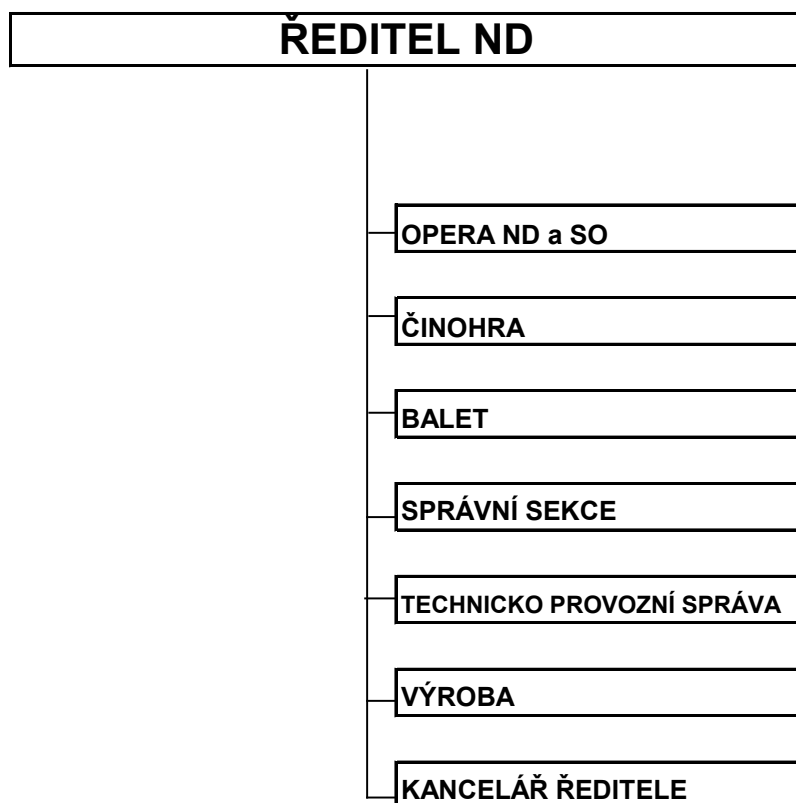 ŘEDITEL ND
OPERA ND a SO
ČINOHRA
BALET
SPRÁVNÍ SEKCE
TECHNICKO PROVOZNÍ SPRÁVA
VÝROBA
KANCELÁŘ ŘEDITELE